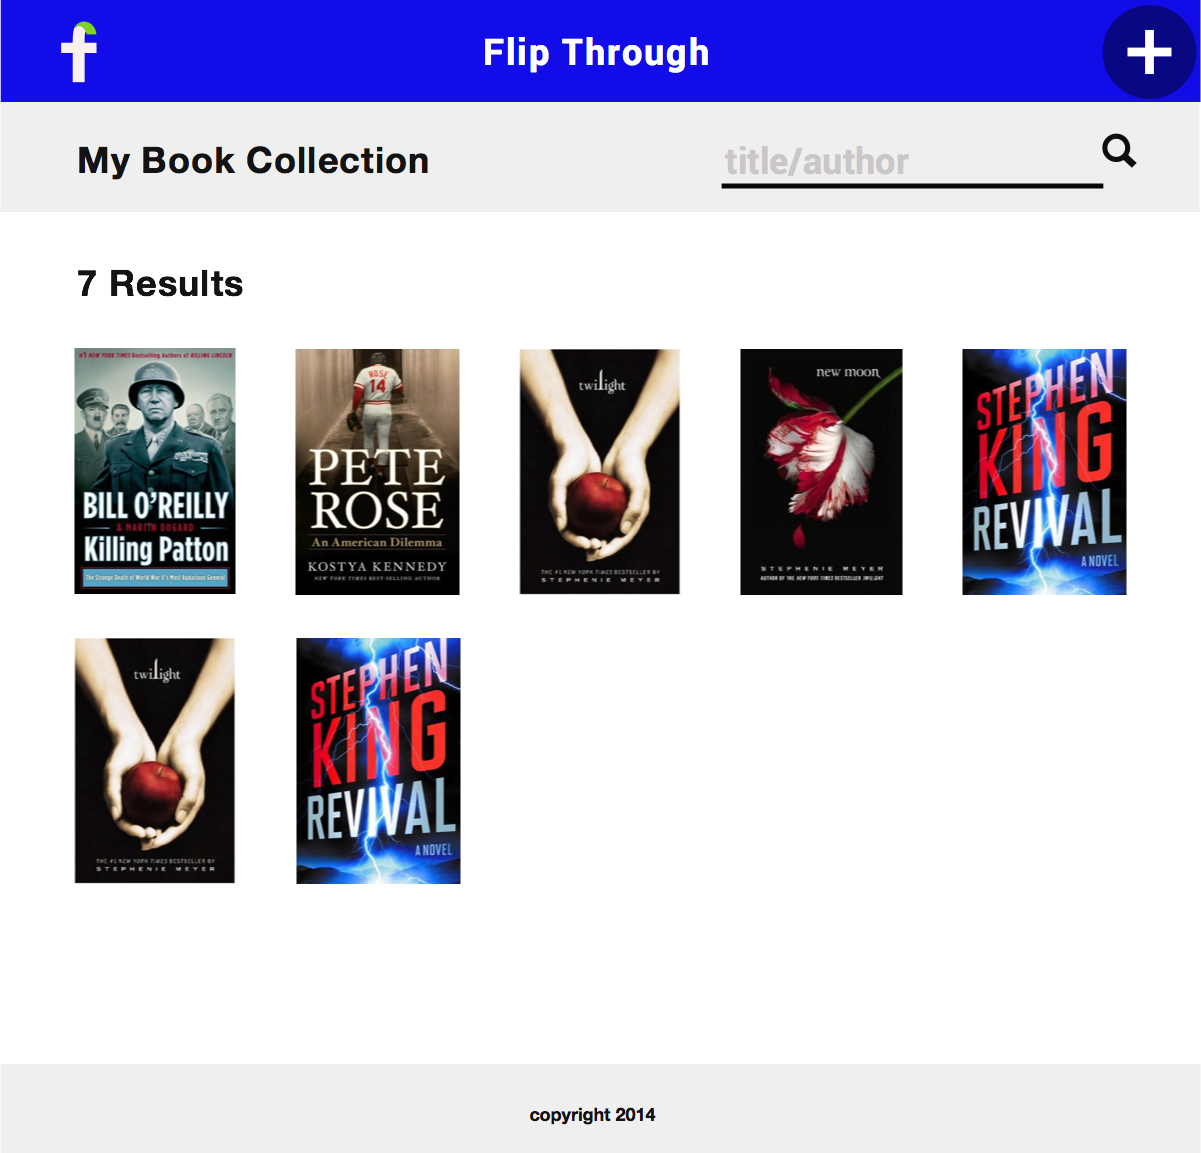 f
Flip Through
My Book Collection
title/author
7 Results
#1 NEW YORK TIMES Bestselling Authors of KILLING LINCOLN
BILL O'REILLY
& MARTIN DUGARD
Killing Patton
The Strange Death of World War II's Most Audacious General
ROSE
14
PETE
ROSE
An American Dilemma
KOSTYA KENNEDY
NEW YORK TIMES BEST-SELLING AUTHOR
twilight
THE #1 NEW YORK TIMES BESTSELLER BY
STEPHENIE MEYER
new moon
STEPHENIE MEYER
AUTHOR OF THE NEW YORK TIMES BESTSELLER TWILIGHT
STEPHEN
KING
REVIVAL
A NOVEL
twilight
THE #1 NEW YORK TIMES BESTSELLER BY
STEPHENIE MEYER
STEPHEN
KING
REVIVAL
A NOVEL
copyright 2014